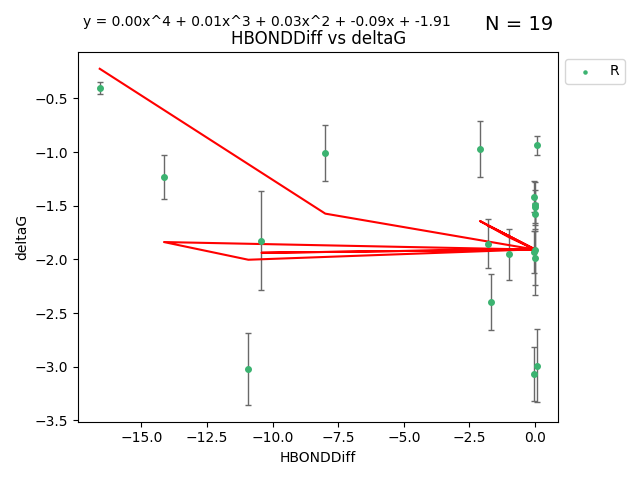 y = 0.00x^4 + 0.01x^3 + 0.03x^2 + -0.09x + -1.91
N = 19
HBONDDiff vs deltaG
R
−0.5
−1.0
−1.5
−2.0
−2.5
−3.0
−3.5
deltaG
−15.0 −12.5 −10.0 −7.5 −5.0 −2.5 0.0
HBONDDiff